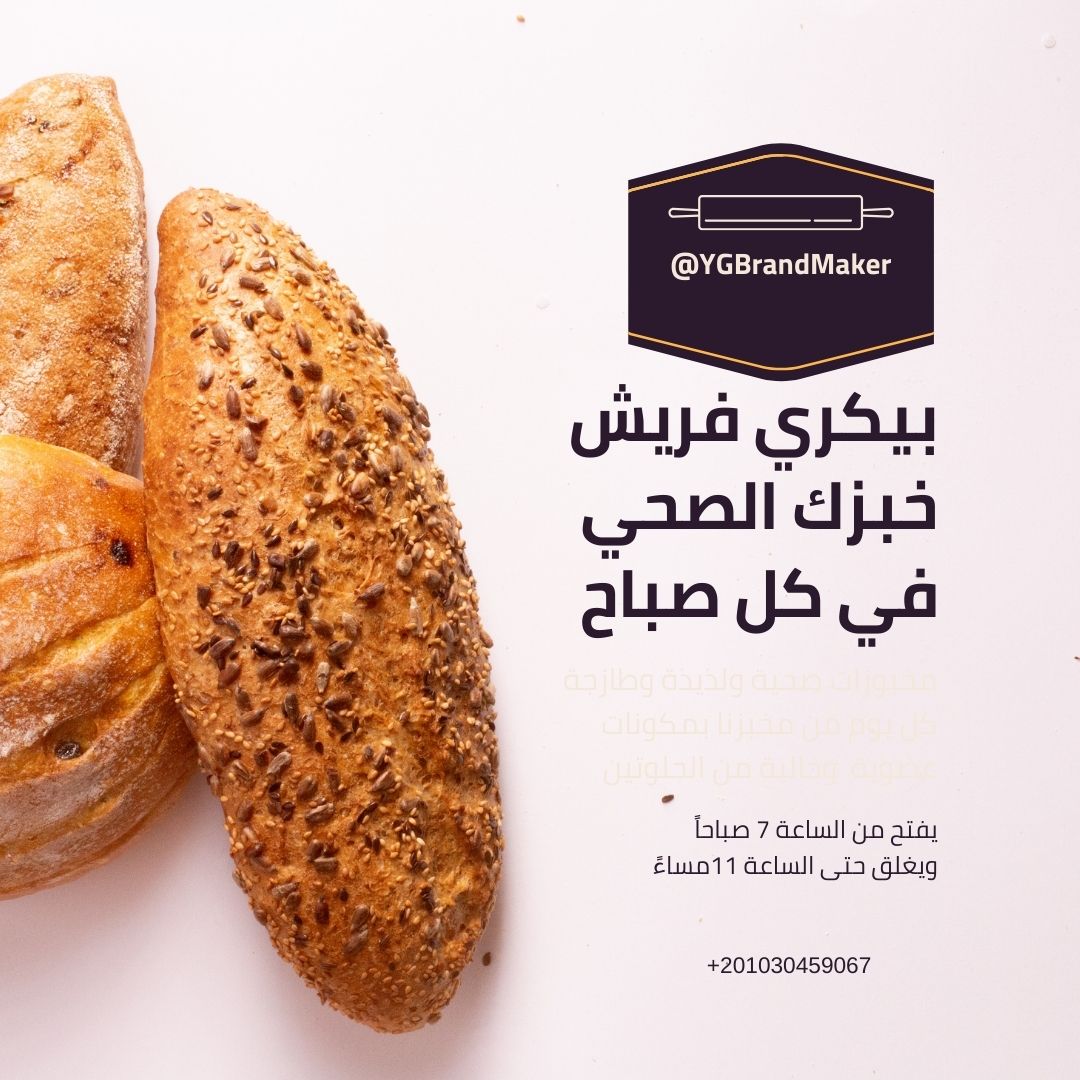 @YGBrandMaker
بيكري فريش
خبزك الصحي
في كل صباح
مخبوزات صحية ولذيذة وطازجة
كل يوم من مخبزنا بمكونات
عضوية وخالية من الجلوتين
يفتح من الساعة 7 صباحاً
ويغلق حتى الساعة 11مساءً
+201030459067